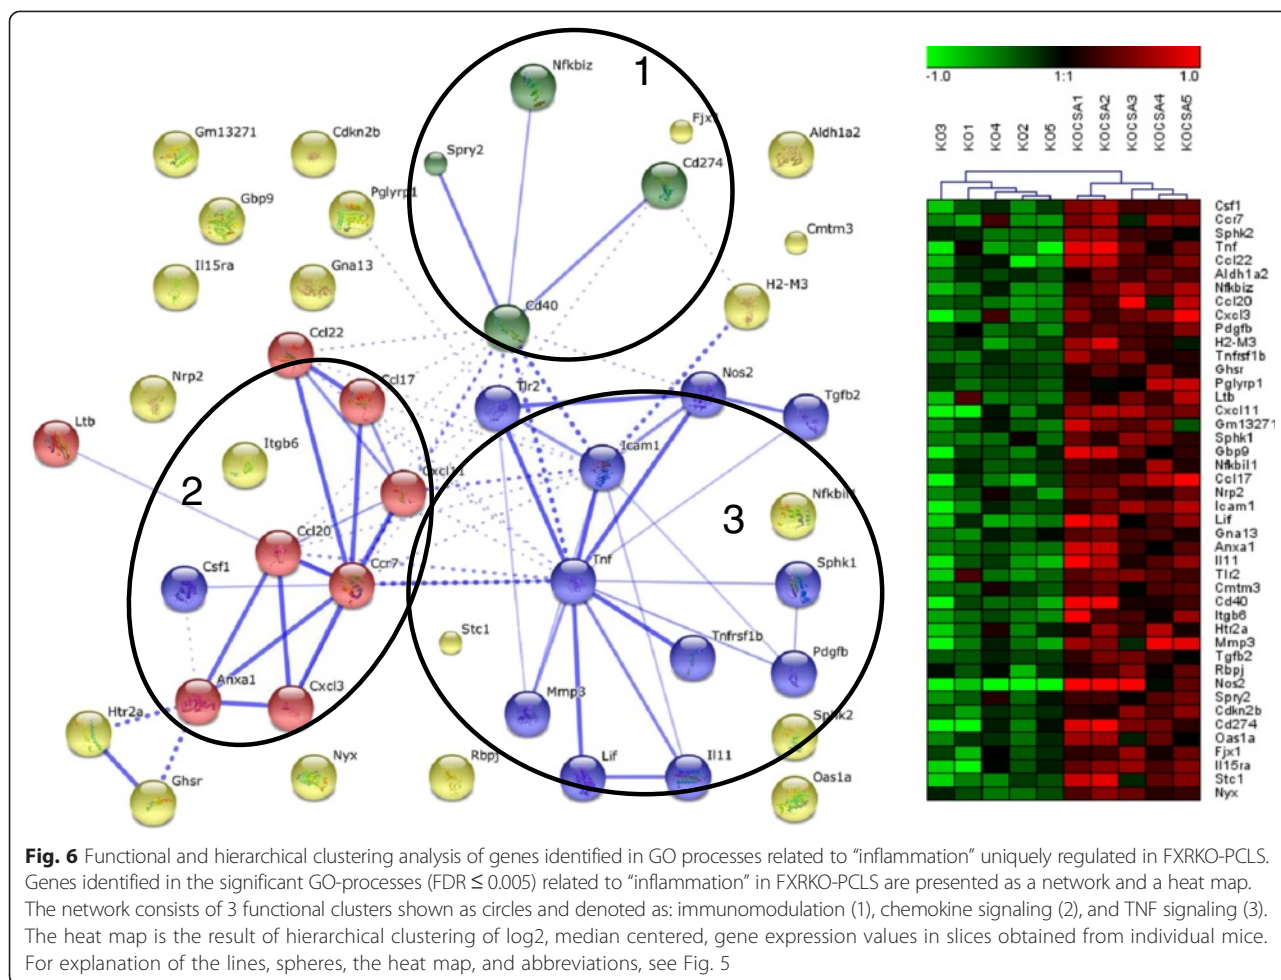 Nfkbiz
1
Fjx1
Gm13271
Cdkn2b
Spry2
Cd274
Aldh1a2
Gbp9
Pglyrp1
Cmtm3
Il15ra
Gna13
H2-M3
Cd40
Ccl22
Nrp2
Ccl17
Tlr2
Nos2
Tgfb2
Ltb
Itgb6
Icam1
Cxcl11
2
Nfkbil1
3
Ccl20
Csf1
Ccr7
Tnf
Sphk1
Stc1
Tnfrsf1b
Pdgfb
Anxa1
Cxcl3
Mmp3
Htr2a
Sphk2
Nyx
Rbpj
Lif
Il11
Ghsr
Oas1a
-1.0 1:1 1.0
KO3 KO1 KO4 KO2 KO5 KOCSA1 KOCSA2 KOCSA3 KOCSA4 KOCSA5
Csf1
Ccr7
Sphk2
Tnf
Ccl22
Aldh1a2
Nfkbiz
Ccl20
Cxcl3
Pdgfb
H2-M3
Tnfrsf1b
Ghsr
Pglyrp1
Ltb
Cxcl11
Gm13271
Sphk1
Gbp9
Nfkbil1
Ccl17
Nrp2
Icam1
Lif
Gna13
Anxa1
Il11
Tlr2
Cmtm3
Cd40
Itgb6
Htr2a
Mmp3
Tgfb2
Rbpj
Nos2
Spry2
Cdkn2b
Cd274
Oas1a
Fjx1
Il15ra
Stc1
Nyx
Fig. 6 Functional and hierarchical clustering analysis of genes identified in GO processes related to “inflammation” uniquely regulated in FXRKO-PCLS.
Genes identified in the significant GO-processes (FDR ≤ 0.005) related to “inflammation” in FXRKO-PCLS are presented as a network and a heat map.
The network consists of 3 functional clusters shown as circles and denoted as: immunomodulation (1), chemokine signaling (2), and TNF signaling (3).
The heat map is the result of hierarchical clustering of log2, median centered, gene expression values in slices obtained from individual mice.
For explanation of the lines, spheres, the heat map, and abbreviations, see Fig. 5